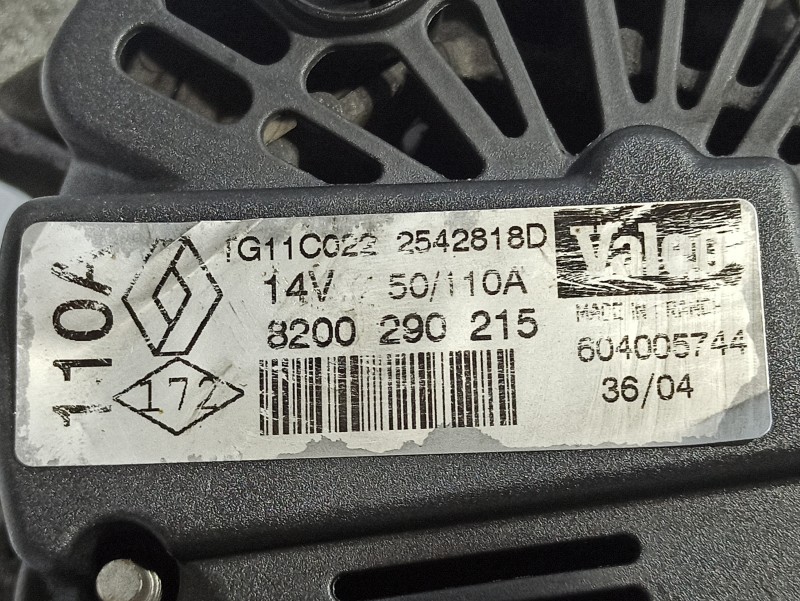 110A
172
TG11C022 2542818D
14V 50/110A
8200 290 215
Valeo
MADE IN FRANCE
604005744
36/04